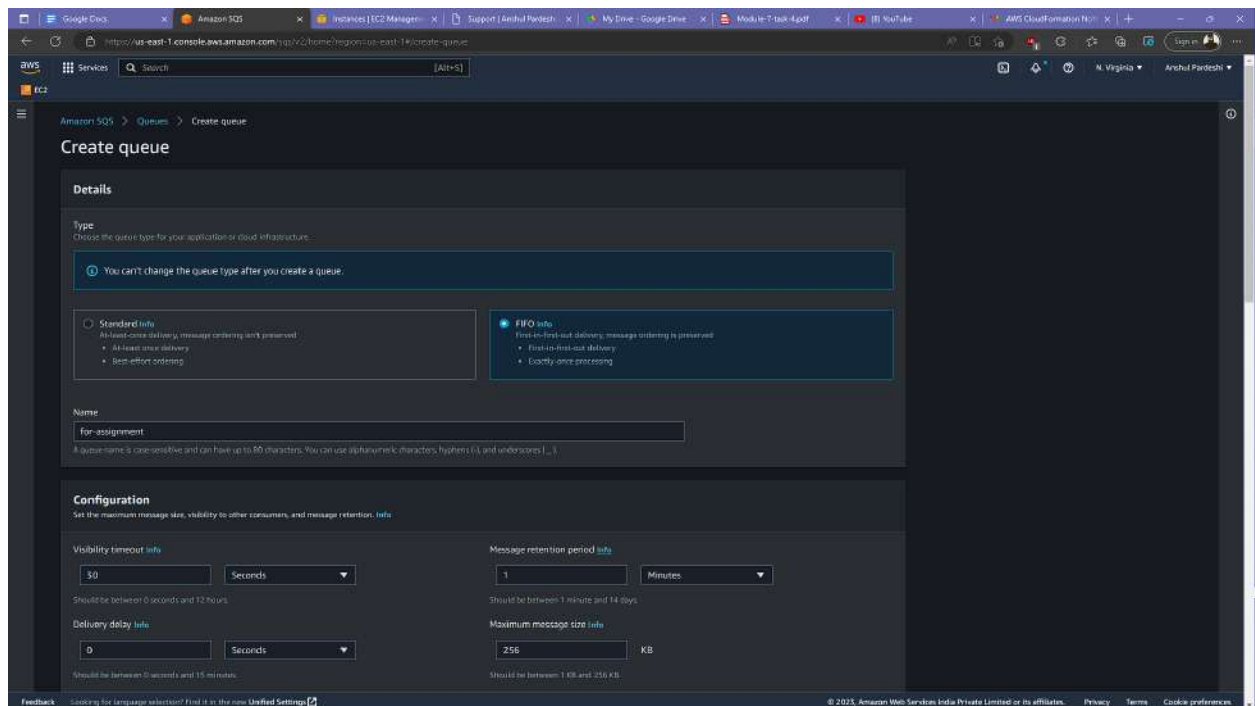 Google Docs
Amazon SQS
Instances | EC2 Managem
Support | Anshul Pardesh
My Drive - Google Drive
Module-7-task-4.pdf
YouTube
AWS CloudFormation Not
https://us-east-1.console.aws.amazon.com/sqs/v2/home?region=us-east-1#/create-queue
Sign in
aws
Services
Search
[Alt+S]
N. Virginia
Anshul Pardeshi
EC2
Amazon SQS > Queues > Create queue
Create queue
Details
Type
Choose the queue type for your application or cloud infrastructure.
You can't change the queue type after you create a queue.
Standard Info
At-least-once delivery, message ordering isn't preserved
• At-least once delivery
• Best-effort ordering
FIFO Info
First-in-first-out delivery, message ordering is preserved
• First-in-first-out delivery
• Exactly-once processing
Name
for-assignment
A queue name is case-sensitive and can have up to 80 characters. You can use alphanumeric characters, hyphens (-), and underscores ( _ ).
Configuration
Set the maximum message size, visibility to other consumers, and message retention. Info
Visibility timeout Info
30 Seconds
Should be between 0 seconds and 12 hours.
Message retention period Info
1 Minutes
Should be between 1 minute and 14 days.
Delivery delay Info
0 Seconds
Should be between 0 seconds and 15 minutes.
Maximum message size Info
256 KB
Should be between 1 KB and 256 KB.
Feedback
Looking for language selection? Find it in the new Unified Settings
© 2023, Amazon Web Services India Private Limited or its affiliates.
Privacy
Terms
Cookie preferences